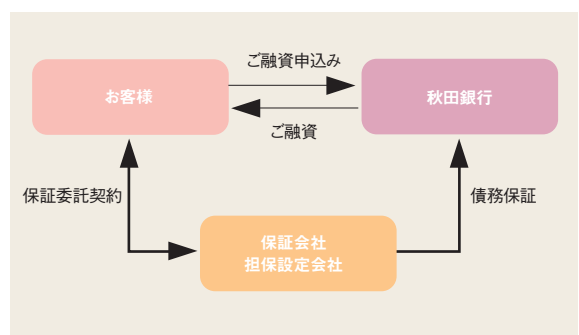 ご融資申込み
お客様
秋田銀行
ご融資
保証委託契約
債務保証
保証会社
担保設定会社